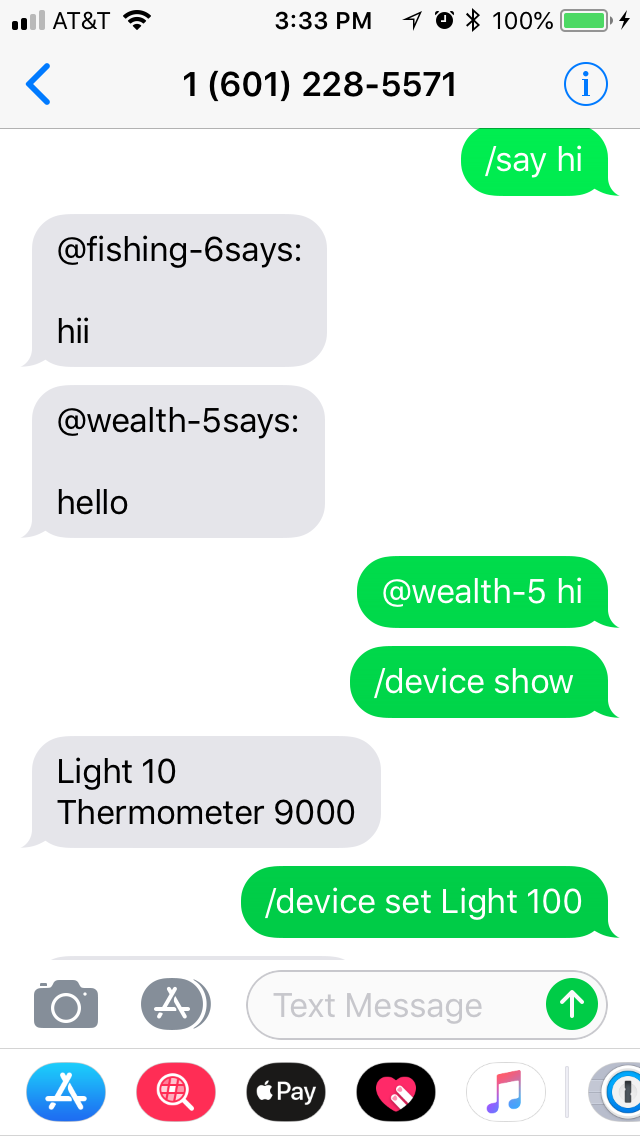 AT&T 3:33 PM 100%
1 (601) 228-5571
i
/say hi
@fishing-6says:
hii
@wealth-5says:
hello
@wealth-5 hi
/device show
Light 10
Thermometer 9000
/device set Light 100
Text Message
Pay